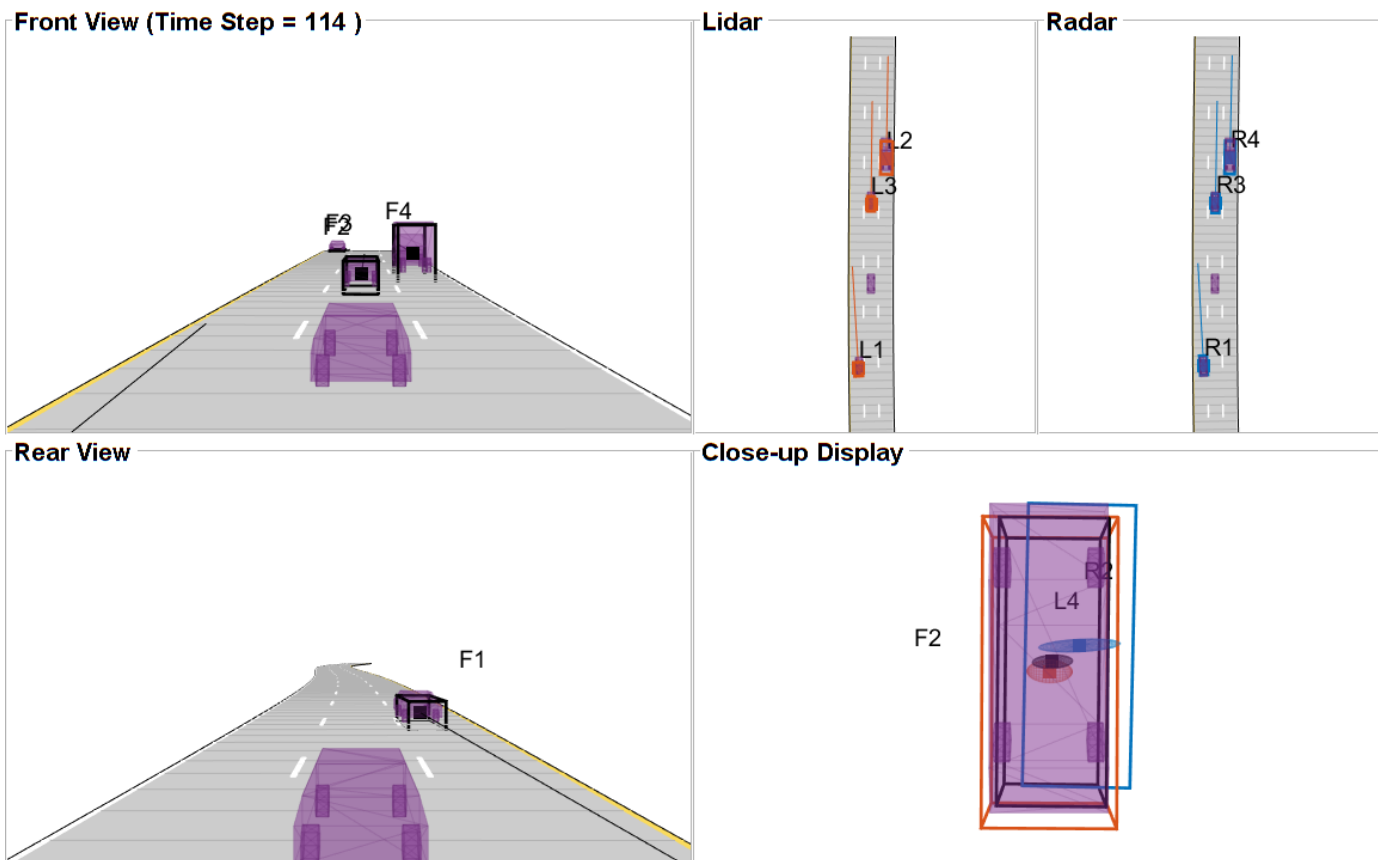 Front View (Time Step = 114 )
F2
F4
Lidar
L2
L3
L1
Radar
R4
R3
R1
Rear View
F1
Close-up Display
R2
L4
F2